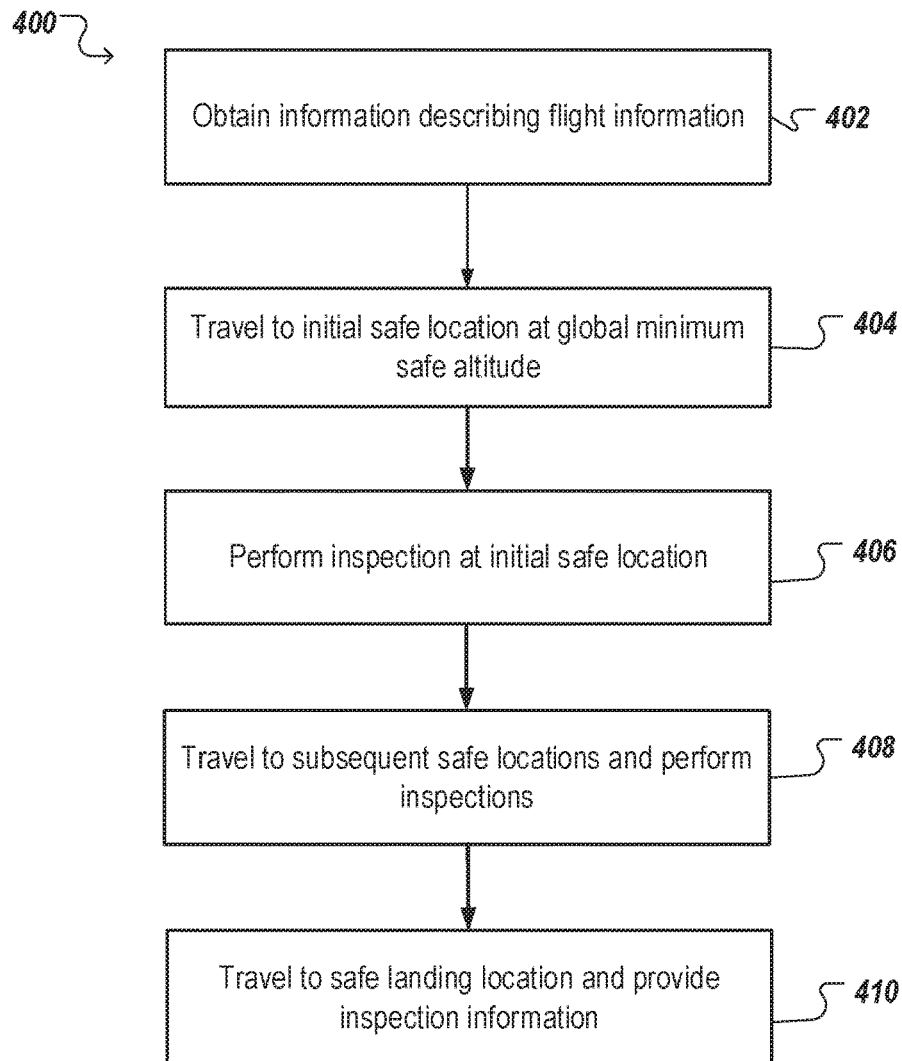 400
Obtain information describing flight information
402
Travel to initial safe location at global minimum
safe altitude
404
Perform inspection at initial safe location
406
Travel to subsequent safe locations and perform
inspections
408
Travel to safe landing location and provide
inspection information
410